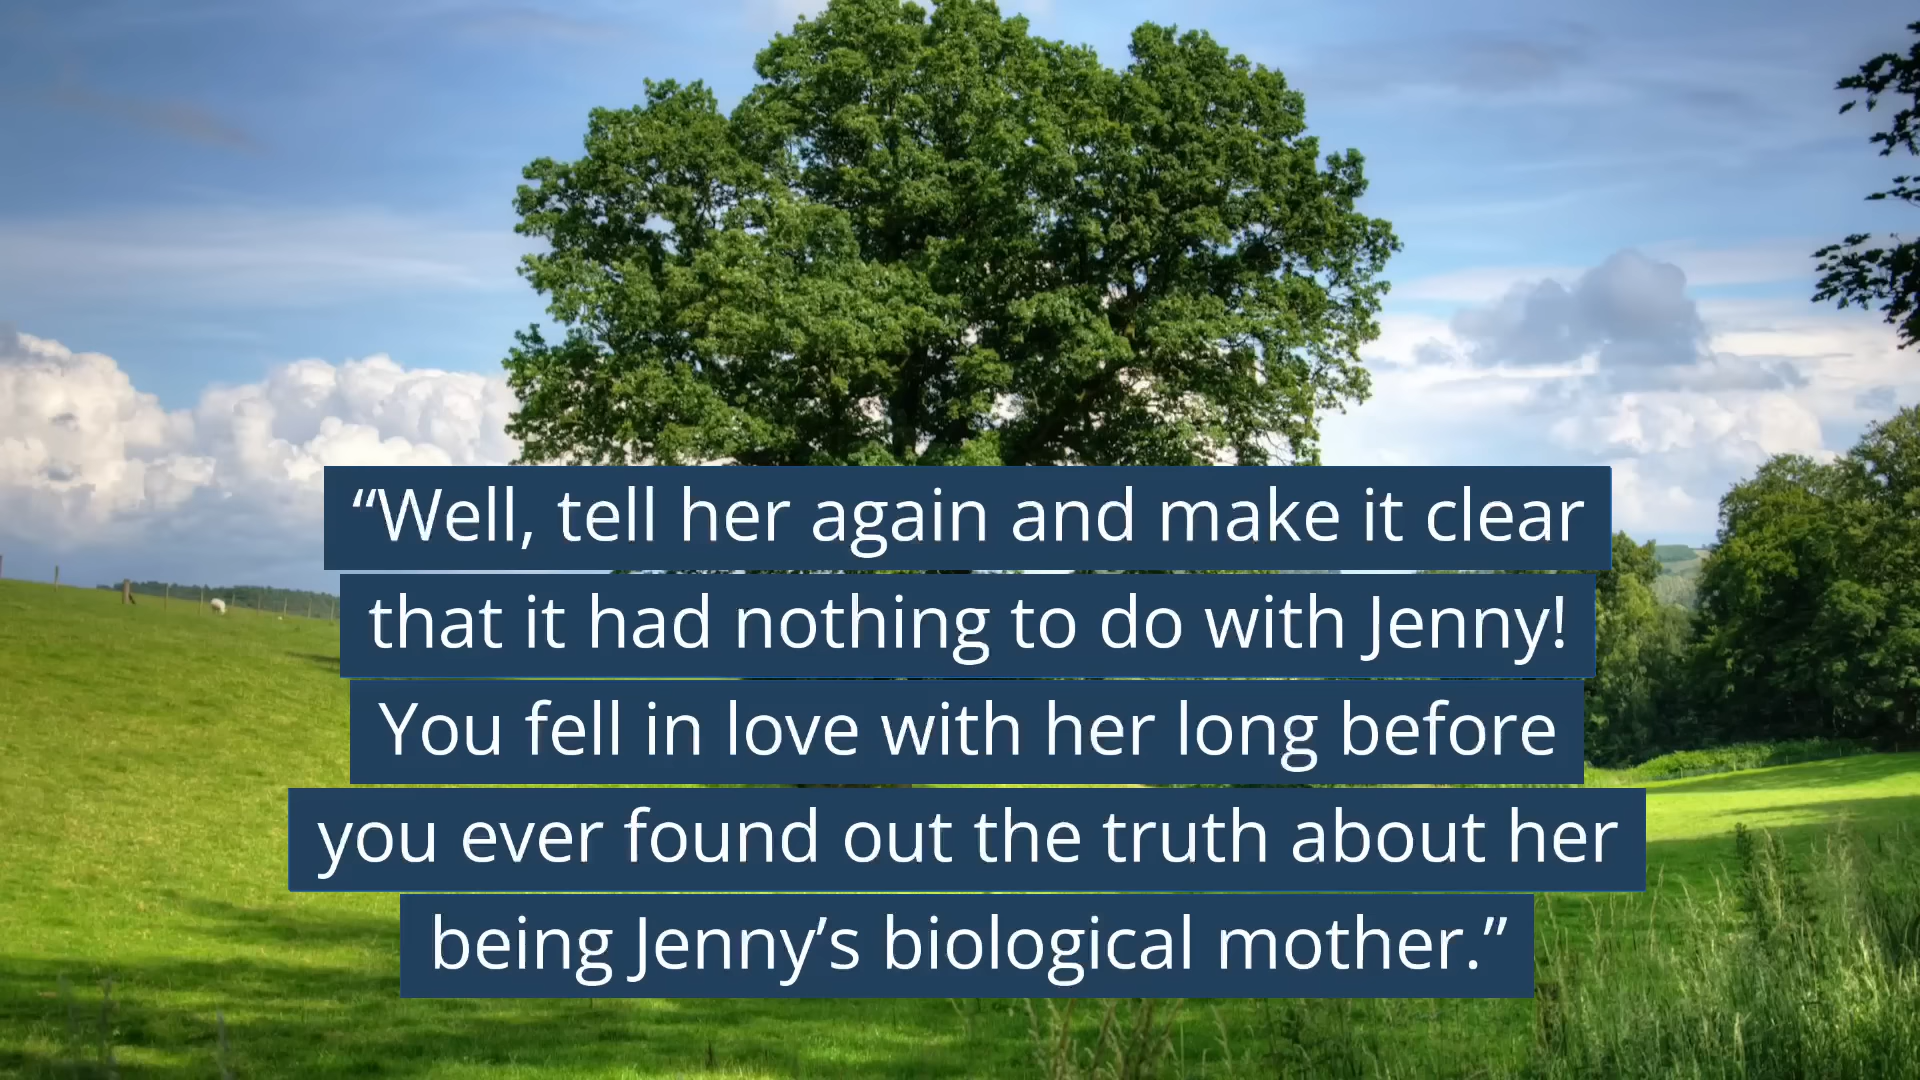 “Well, tell her again and make it clear
that it had nothing to do with Jenny!
You fell in love with her long before
you ever found out the truth about her
being Jenny’s biological mother.”